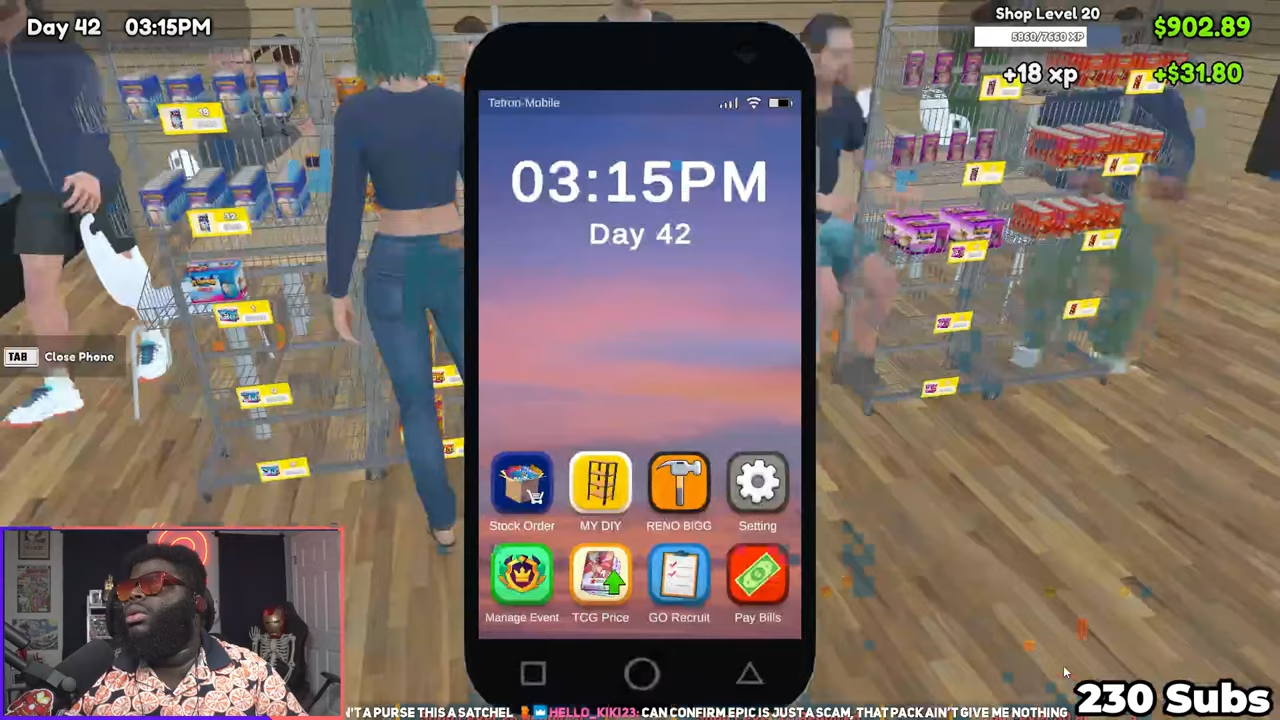 Day 42 03:15PM
Shop Level 20
5860/7660 XP
$902.89
+18 xp
+$31.80
Tetron-Mobile
03:15PM
Day 42
18
32
TAB Close Phone
Stock Order
MY DIY
RENO BIGG
Setting
Manage Event
TCG Price
GO Recruit
Pay Bills
230 Subs
'T A PURSE THIS A SATCHEL HELLO_KIKI23: CAN CONFIRM EPIC IS JUST A SCAM, THAT PACK AIN'T GIVE ME NOTHING